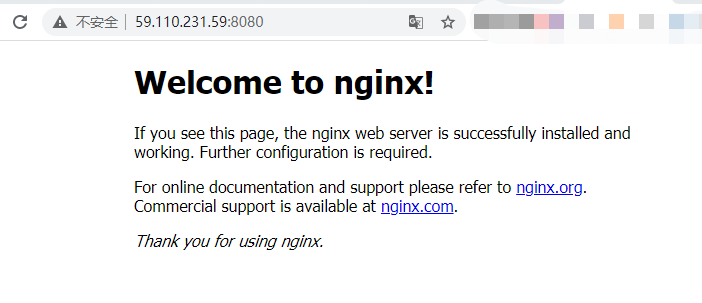 不安全 59.110.231.59:8080
Welcome to nginx!
If you see this page, the nginx web server is successfully installed and
working. Further configuration is required.
For online documentation and support please refer to nginx.org.
Commercial support is available at nginx.com.
Thank you for using nginx.